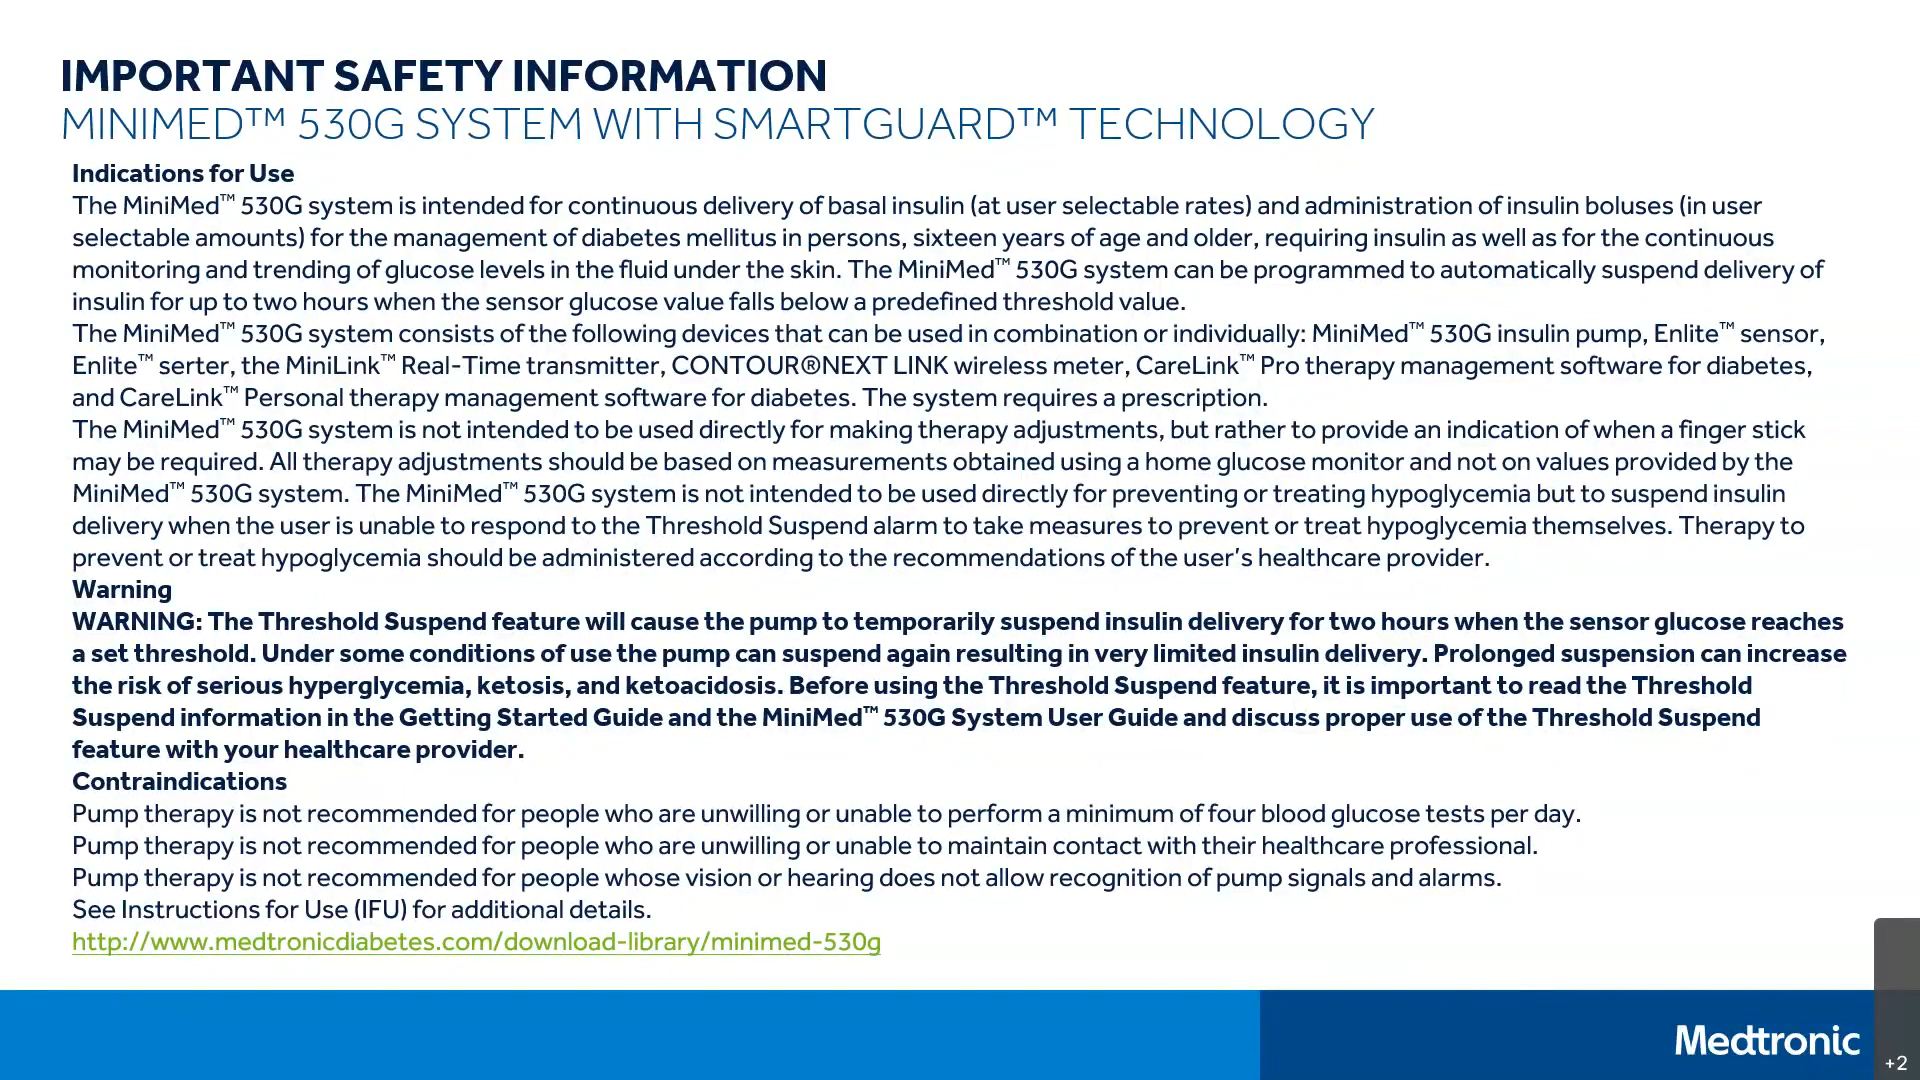 IMPORTANT SAFETY INFORMATION
MINIMED™ 530G SYSTEM WITH SMARTGUARD™ TECHNOLOGY
Indications for Use
The MiniMed™ 530G system is intended for continuous delivery of basal insulin (at user selectable rates) and administration of insulin boluses (in user
selectable amounts) for the management of diabetes mellitus in persons, sixteen years of age and older, requiring insulin as well as for the continuous
monitoring and trending of glucose levels in the fluid under the skin. The MiniMed™ 530G system can be programmed to automatically suspend delivery of
insulin for up to two hours when the sensor glucose value falls below a predefined threshold value.
The MiniMed™ 530G system consists of the following devices that can be used in combination or individually: MiniMed™ 530G insulin pump, Enlite™ sensor,
Enlite™ serter, the MiniLink™ Real-Time transmitter, CONTOUR®NEXT LINK wireless meter, CareLink™ Pro therapy management software for diabetes,
and CareLink™ Personal therapy management software for diabetes. The system requires a prescription.
The MiniMed™ 530G system is not intended to be used directly for making therapy adjustments, but rather to provide an indication of when a finger stick
may be required. All therapy adjustments should be based on measurements obtained using a home glucose monitor and not on values provided by the
MiniMed™ 530G system. The MiniMed™ 530G system is not intended to be used directly for preventing or treating hypoglycemia but to suspend insulin
delivery when the user is unable to respond to the Threshold Suspend alarm to take measures to prevent or treat hypoglycemia themselves. Therapy to
prevent or treat hypoglycemia should be administered according to the recommendations of the user's healthcare provider.
Warning
WARNING: The Threshold Suspend feature will cause the pump to temporarily suspend insulin delivery for two hours when the sensor glucose reaches
a set threshold. Under some conditions of use the pump can suspend again resulting in very limited insulin delivery. Prolonged suspension can increase
the risk of serious hyperglycemia, ketosis, and ketoacidosis. Before using the Threshold Suspend feature, it is important to read the Threshold
Suspend information in the Getting Started Guide and the MiniMed™ 530G System User Guide and discuss proper use of the Threshold Suspend
feature with your healthcare provider.
Contraindications
Pump therapy is not recommended for people who are unwilling or unable to perform a minimum of four blood glucose tests per day.
Pump therapy is not recommended for people who are unwilling or unable to maintain contact with their healthcare professional.
Pump therapy is not recommended for people whose vision or hearing does not allow recognition of pump signals and alarms.
See Instructions for Use (IFU) for additional details.
http://www.medtronicdiabetes.com/download-library/minimed-530g
Medtronic
+2